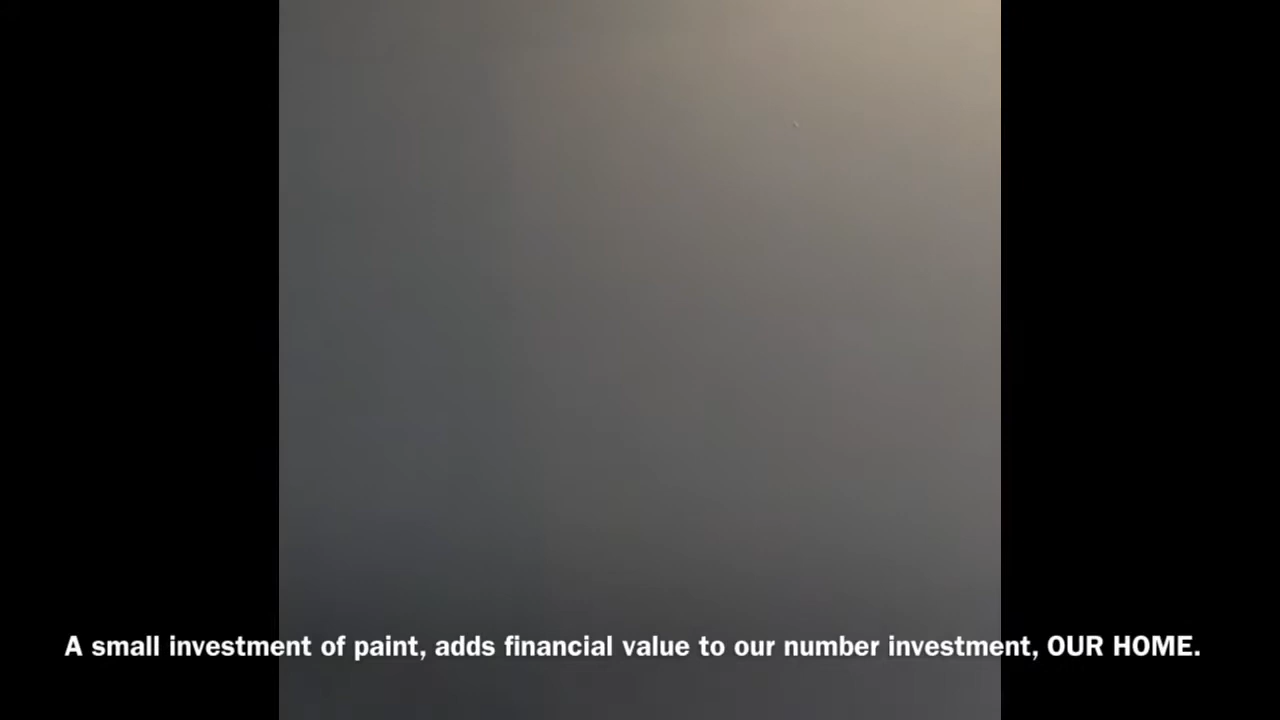 A small investment of paint, adds financial value to our number investment, OUR HOME.